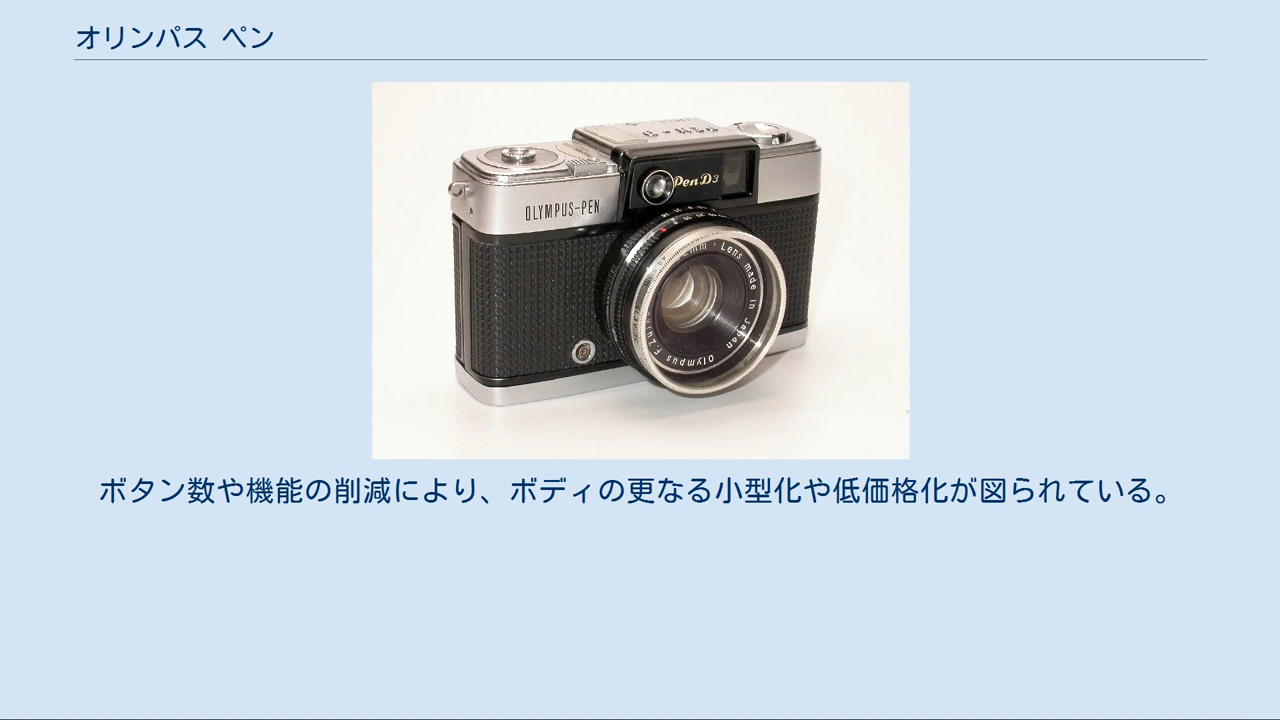 オリンパス ペン
PEN-D
Pen D3
OLYMPUS-PEN
Lens made in Japan Olympus F.Zui
ボタン数や機能の削減により、ボディの更なる小型化や低価格化が図られている。